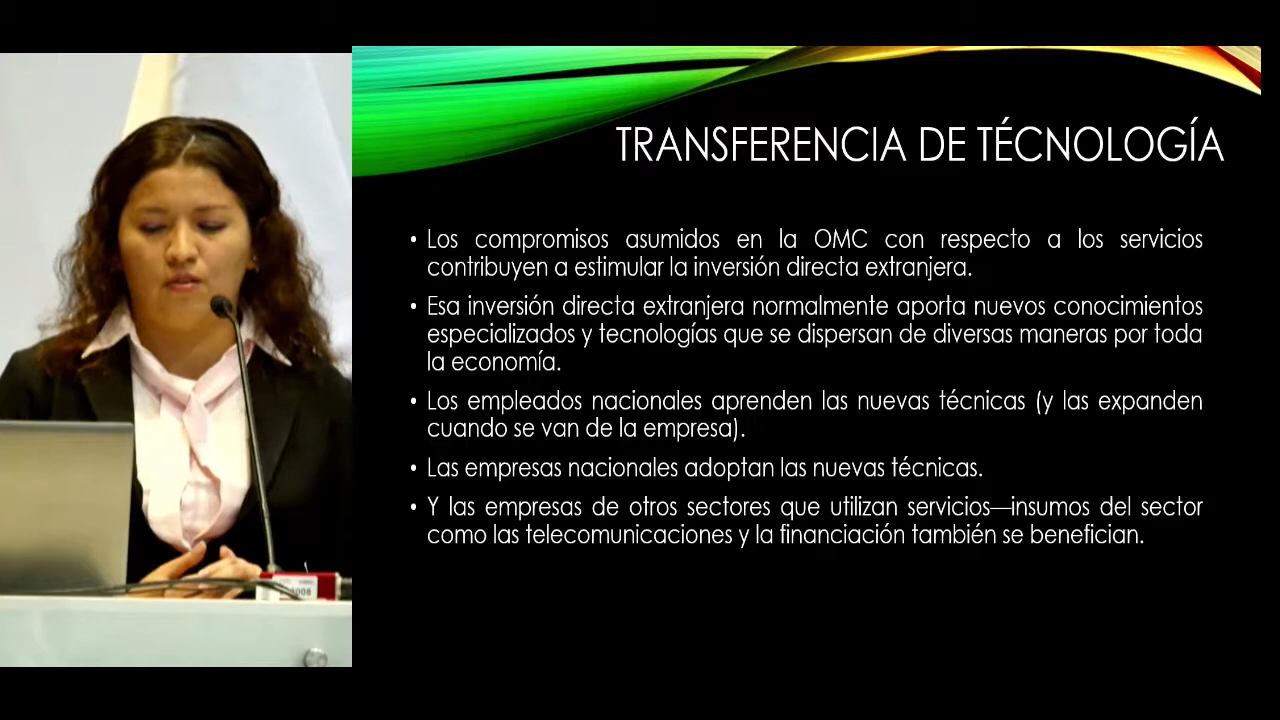 TRANSFERENCIA DE TÉCNOLOGÍA
• Los compromisos asumidos en la OMC con respecto a los servicios
contribuyen a estimular la inversión directa extranjera.
• Esa inversión directa extranjera normalmente aporta nuevos conocimientos
especializados y tecnologías que se dispersan de diversas maneras por toda
la economía.
• Los empleados nacionales aprenden las nuevas técnicas (y las expanden
cuando se van de la empresa).
• Las empresas nacionales adoptan las nuevas técnicas.
• Y las empresas de otros sectores que utilizan servicios—insumos del sector
como las telecomunicaciones y la financiación también se benefician.